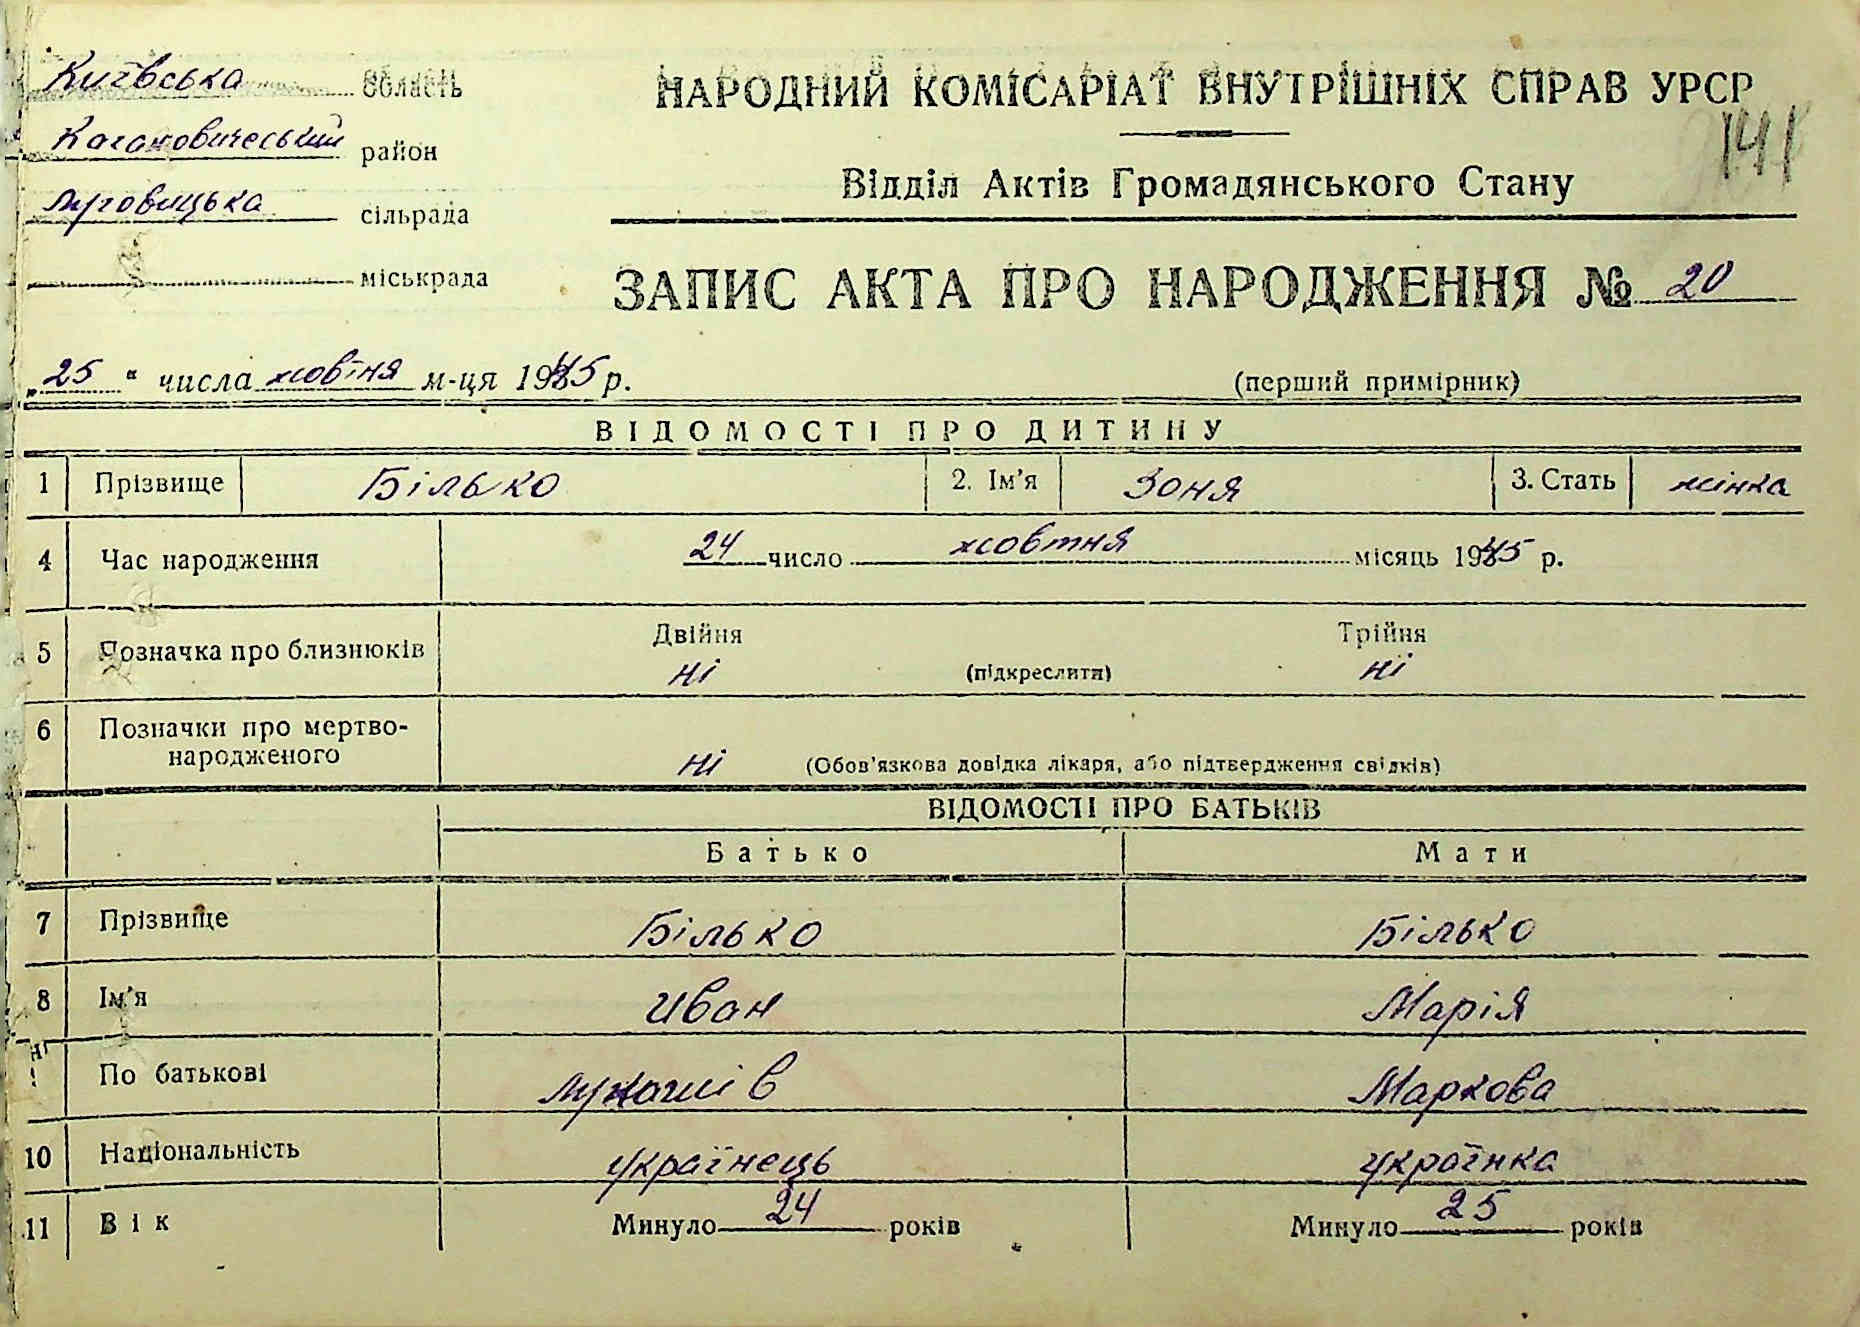 Київська область
Кагановичеський район
Луговицька сільрада
міськрада
НАРОДНИЙ КОМІСАРІАТ ВНУТРІШНІХ СПРАВ УРСР
141
Відділ Актів Громадянського Стану
ЗАПИС АКТА ПРО НАРОДЖЕННЯ № 20
„25“ числа жовтня м-ця 1945 р.
(перший примірник)
ВІДОМОСТІ ПРО ДИТИНУ
1 Прізвище Білько 2. Ім'я Зоня 3. Стать жінка
4 Час народження 24 число жовтня місяць 1945 р.
5 Позначка про близнюків Двійня ні (підкреслити) Трійня ні
6 Позначки про мертво-
народженого ні (Обов'язкова довідка лікаря, або підтвердження свідків)
ВІДОМОСТІ ПРО БАТЬКІВ
Батько Мати
7 Прізвище Білько Білько
8 Ім'я Иван Марія
По батькові Маркова
10 Національність українець українка
11 Вік Минуло 24 років Минуло 25 років